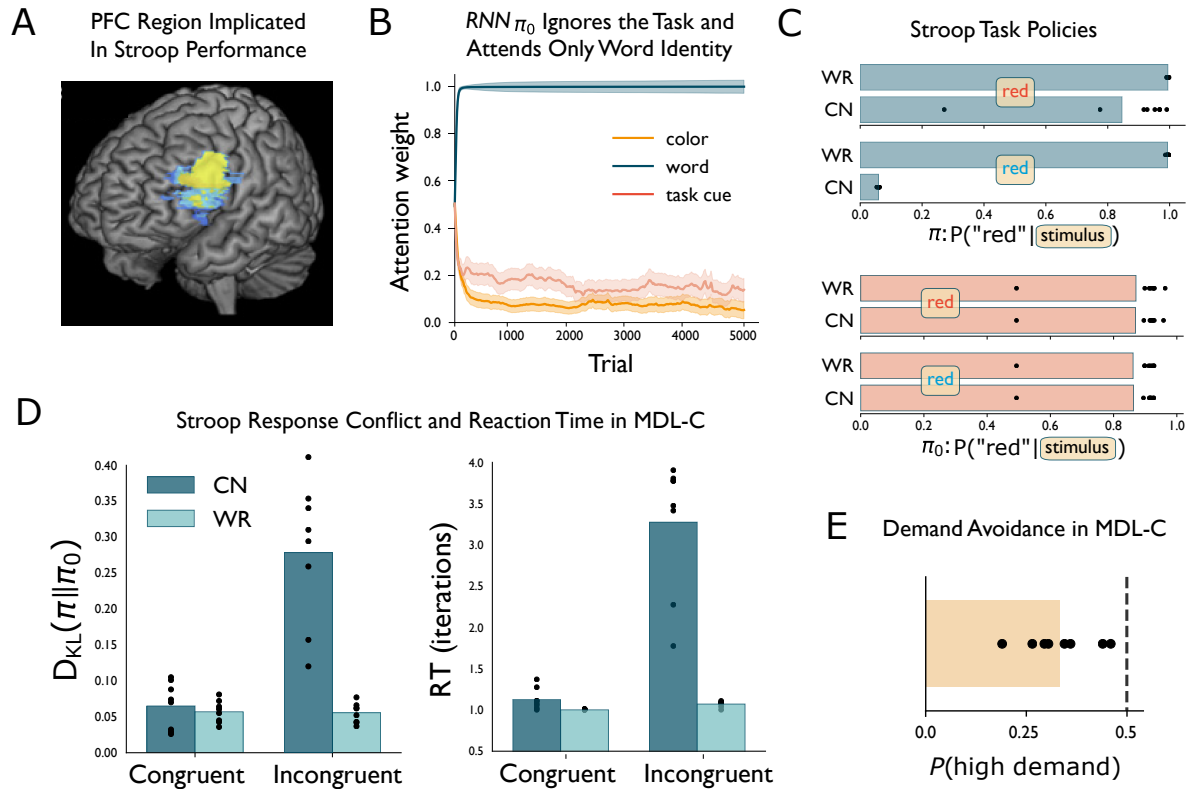 A
PFC Region Implicated
In Stroop Performance
B
RNN π0 Ignores the Task and
Attends Only Word Identity
Attention weight
1.0
0.8
0.6
0.4
0.2
0.0
color
word
task cue
0
1000
2000
3000
4000
5000
Trial
C
Stroop Task Policies
WR
red
CN
WR
red
CN
0.0
0.2
0.4
0.6
0.8
1.0
π:P("red"|stimulus)
WR
red
CN
WR
red
CN
0.0
0.2
0.4
0.6
0.8
1.0
π0:P("red"|stimulus)
D
Stroop Response Conflict and Reaction Time in MDL-C
DKL(π||π0)
0.40
0.35
0.30
0.25
0.20
0.15
0.10
0.05
0.00
CN
WR
Congruent
Incongruent
RT (iterations)
4.0
3.5
3.0
2.5
2.0
1.5
1.0
0.5
Congruent
Incongruent
E
Demand Avoidance in MDL-C
0.0
0.25
0.5
P(high demand)